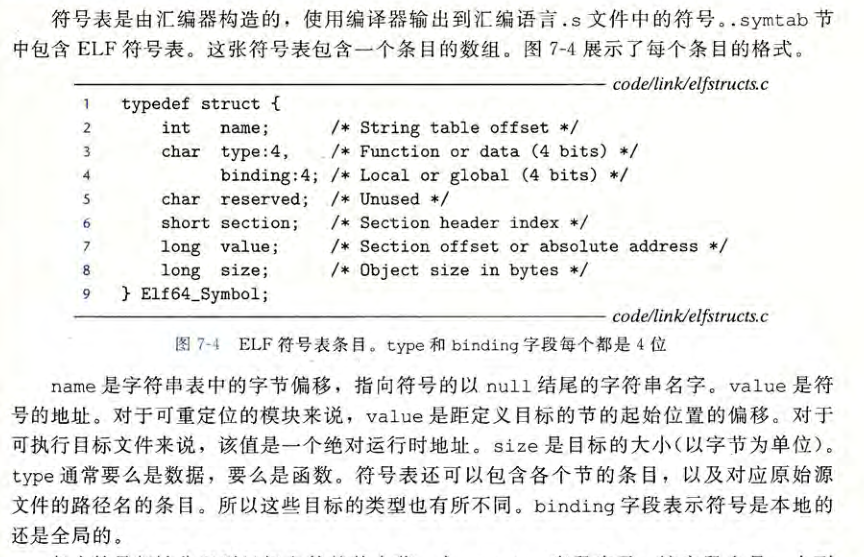 符号表是由汇编器构造的，使用编译器输出到汇编语言.s 文件中的符号。.symtab 节
中包含 ELF 符号表。这张符号表包含一个条目的数组。图 7-4 展示了每个条目的格式。
code/link/elfstructs.c
1 typedef struct {
2 int name; /* String table offset */
3 char type:4, /* Function or data (4 bits) */
4 binding:4; /* Local or global (4 bits) */
5 char reserved; /* Unused */
6 short section; /* Section header index */
7 long value; /* Section offset or absolute address */
8 long size; /* Object size in bytes */
9 } Elf64_Symbol;
code/link/elfstructs.c
图 7-4 ELF 符号表条目。type 和 binding 字段每个都是 4 位
name 是字符串表中的字节偏移，指向符号的以 null 结尾的字符串名字。value 是符
号的地址。对于可重定位的模块来说，value 是距定义目标的节的起始位置的偏移。对于
可执行目标文件来说，该值是一个绝对运行时地址。size 是目标的大小(以字节为单位)。
type 通常要么是数据，要么是函数。符号表还可以包含各个节的条目，以及对应原始源
文件的路径名的条目。所以这些目标的类型也有所不同。binding 字段表示符号是本地的
还是全局的。